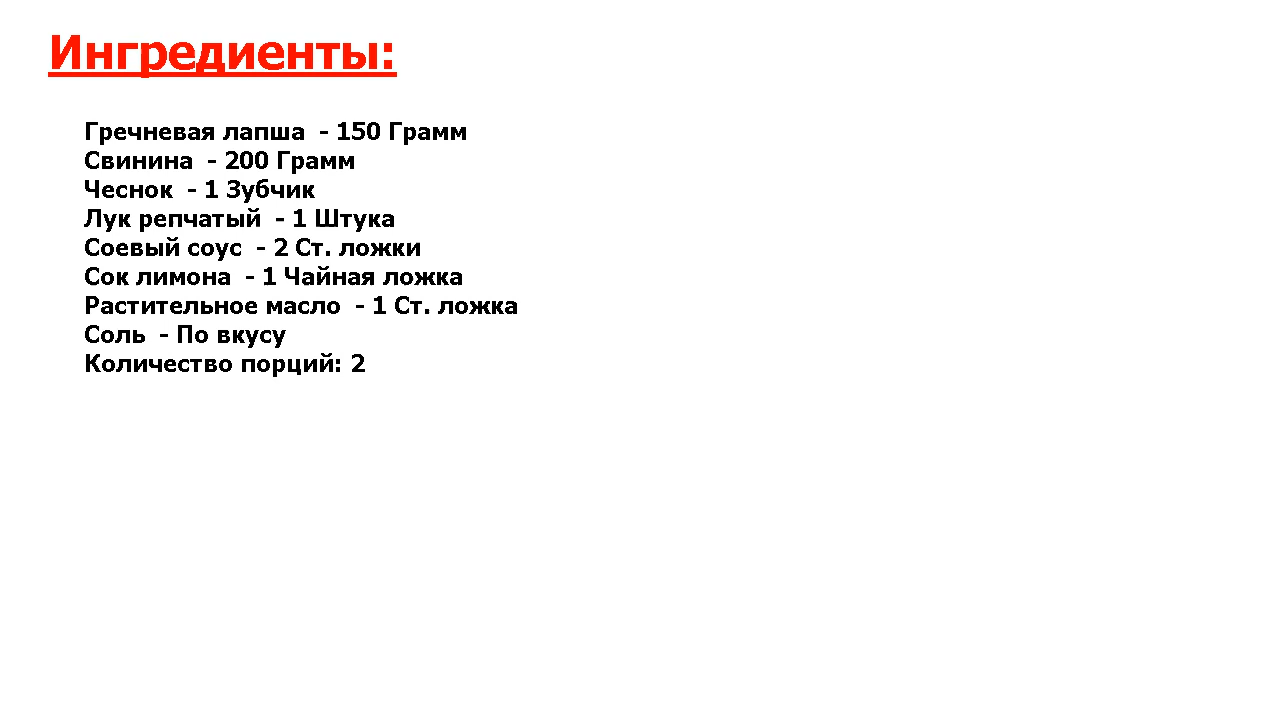 Ингредиенты:
Гречневая лапша  - 150 Грамм
Свинина  - 200 Грамм
Чеснок  - 1 Зубчик
Лук репчатый  - 1 Штука
Соевый соус  - 2 Ст. ложки
Сок лимона  - 1 Чайная ложка
Растительное масло  - 1 Ст. ложка
Соль  - По вкусу
Количество порций: 2